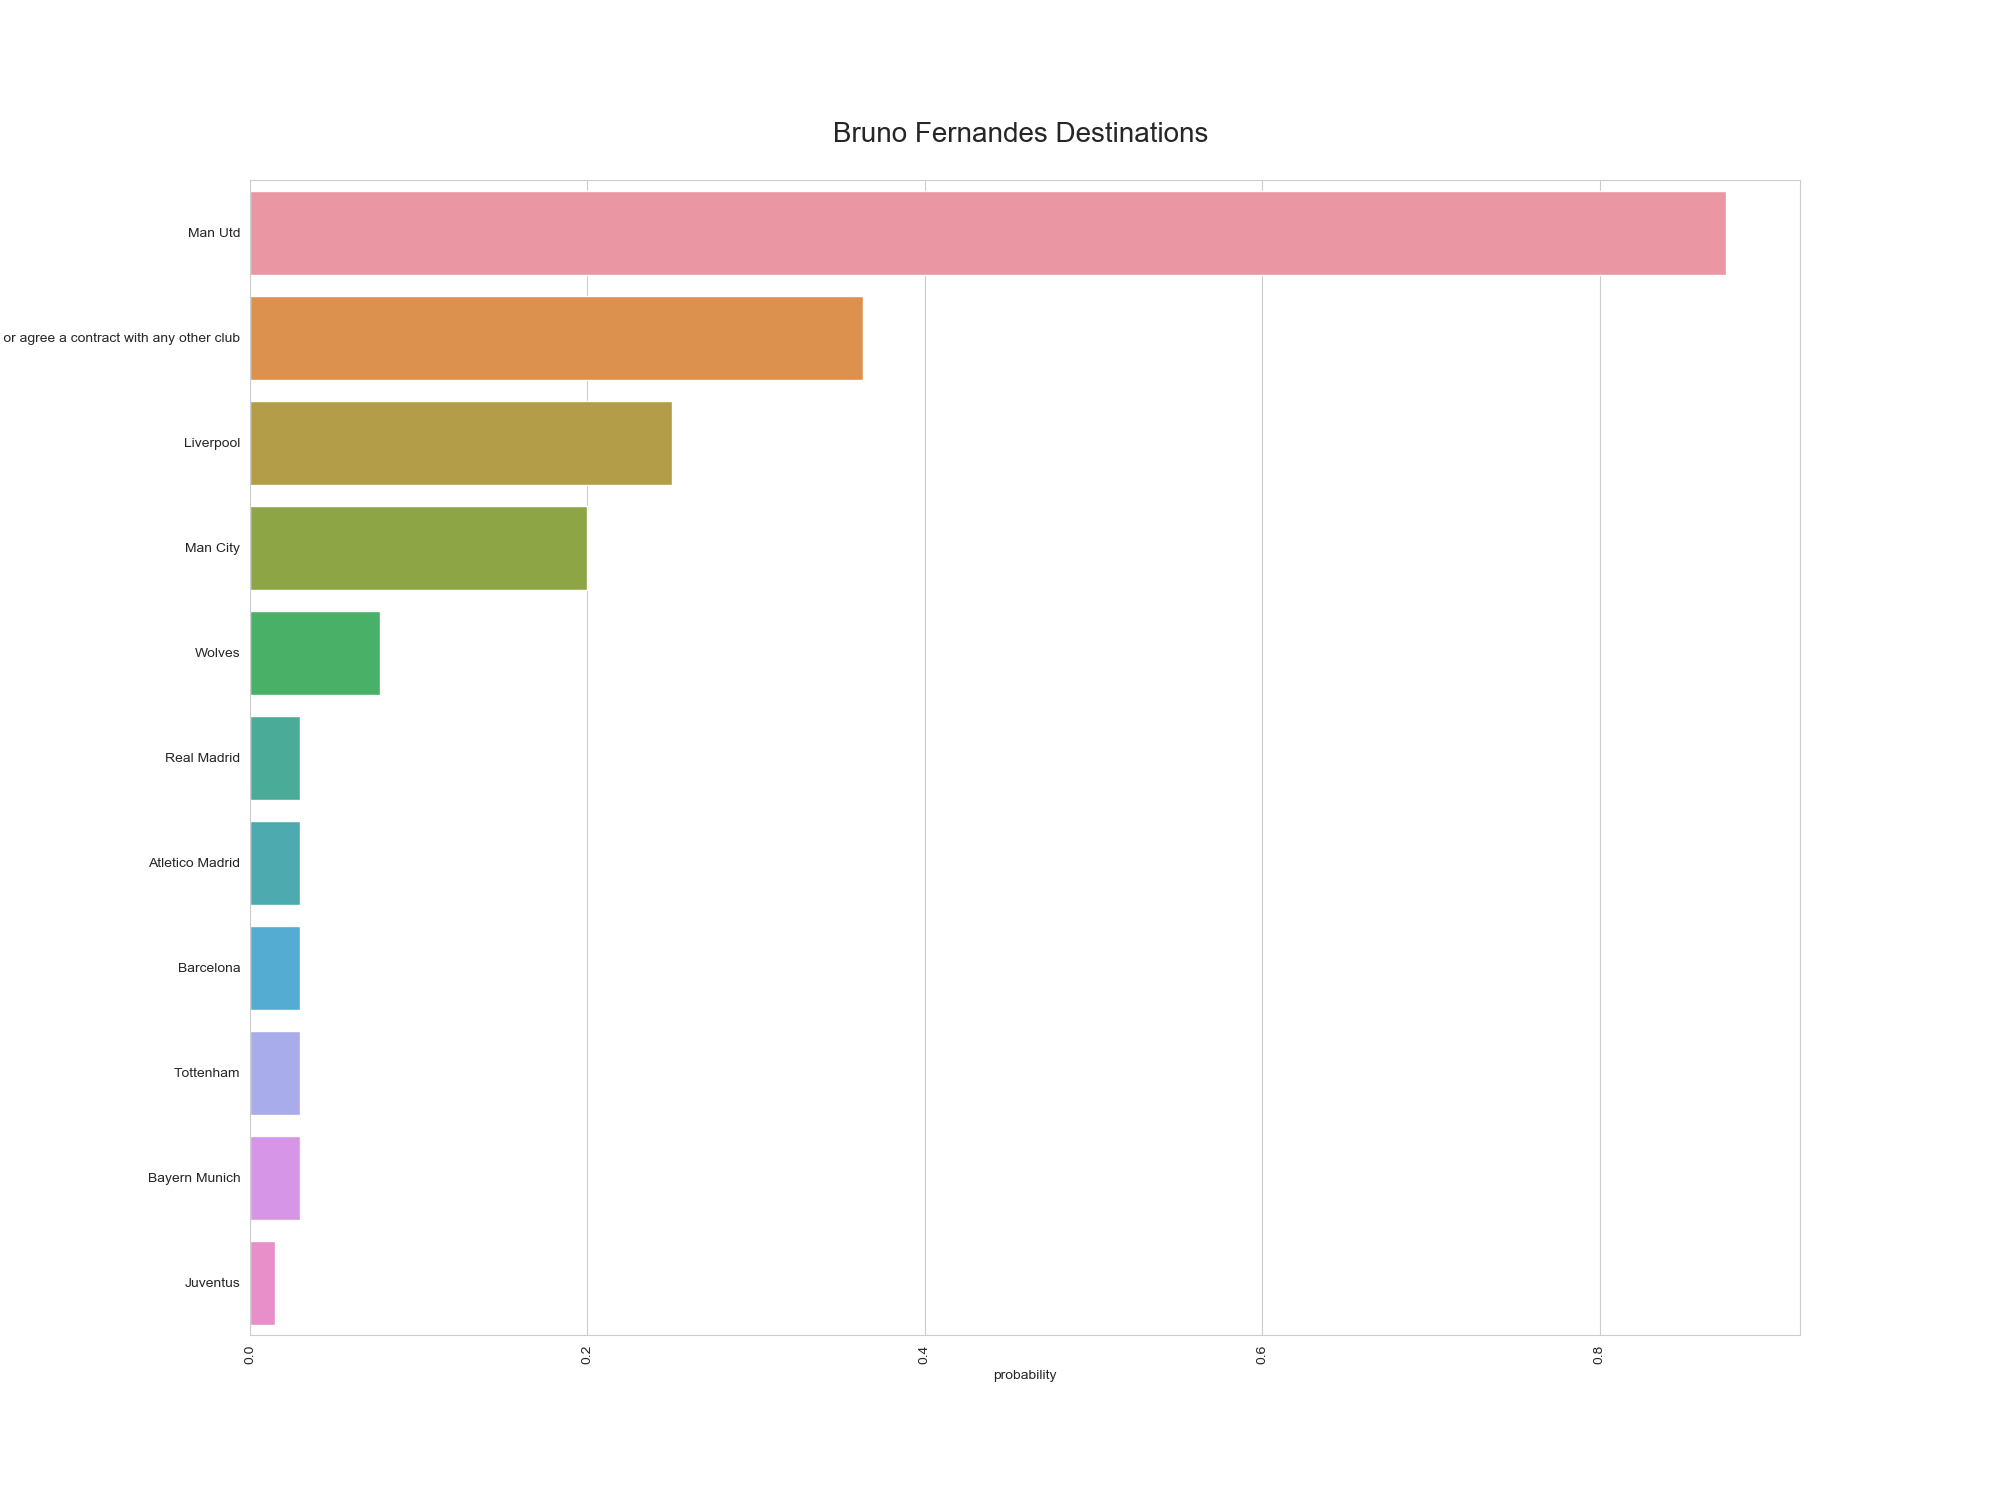 Bruno Fernandes Destinations
Man Utd
or agree a contract with any other club
Liverpool
Man City
Wolves
Real Madrid
Atletico Madrid
Barcelona
Tottenham
Bayern Munich
Juventus
0.0
0.2
0.4
0.6
0.8
probability